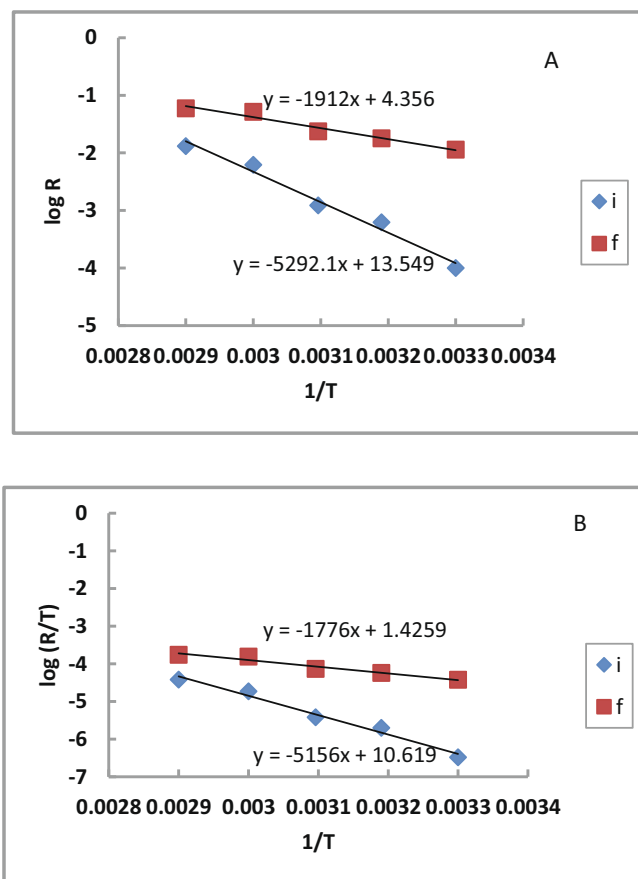 A
0
-1
-2
-3
-4
-5
log R
y = -1912x + 4.356
y = -5292.1x + 13.549
i
f
0.0028 0.0029 0.003 0.0031 0.0032 0.0033 0.0034
1/T
B
0
-1
-2
-3
-4
-5
-6
-7
log (R/T)
y = -1776x + 1.4259
y = -5156x + 10.619
i
f
0.0028 0.0029 0.003 0.0031 0.0032 0.0033 0.0034
1/T